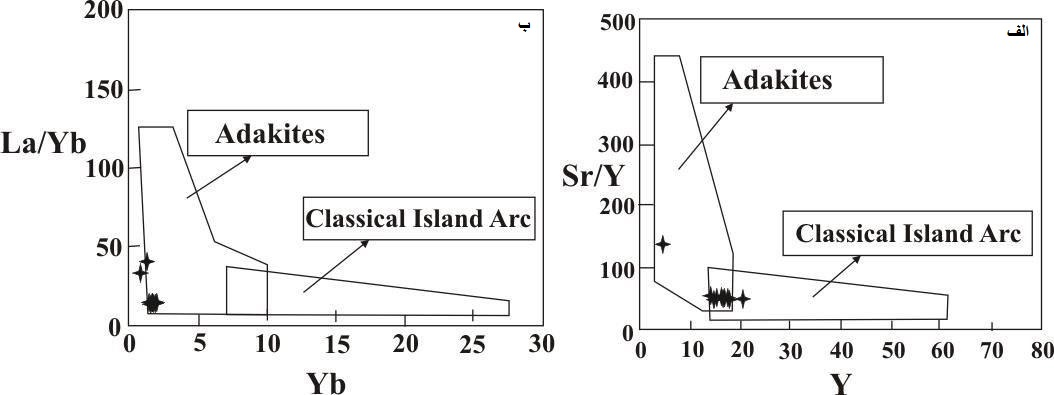 ب
200
150
100
50
0
La/Yb
Adakites
Classical Island Arc
0 5 10 15 20 25 30
Yb
الف
500
400
300
200
100
0
Sr/Y
Adakites
Classical Island Arc
0 10 20 30 40 50 60 70 80
Y